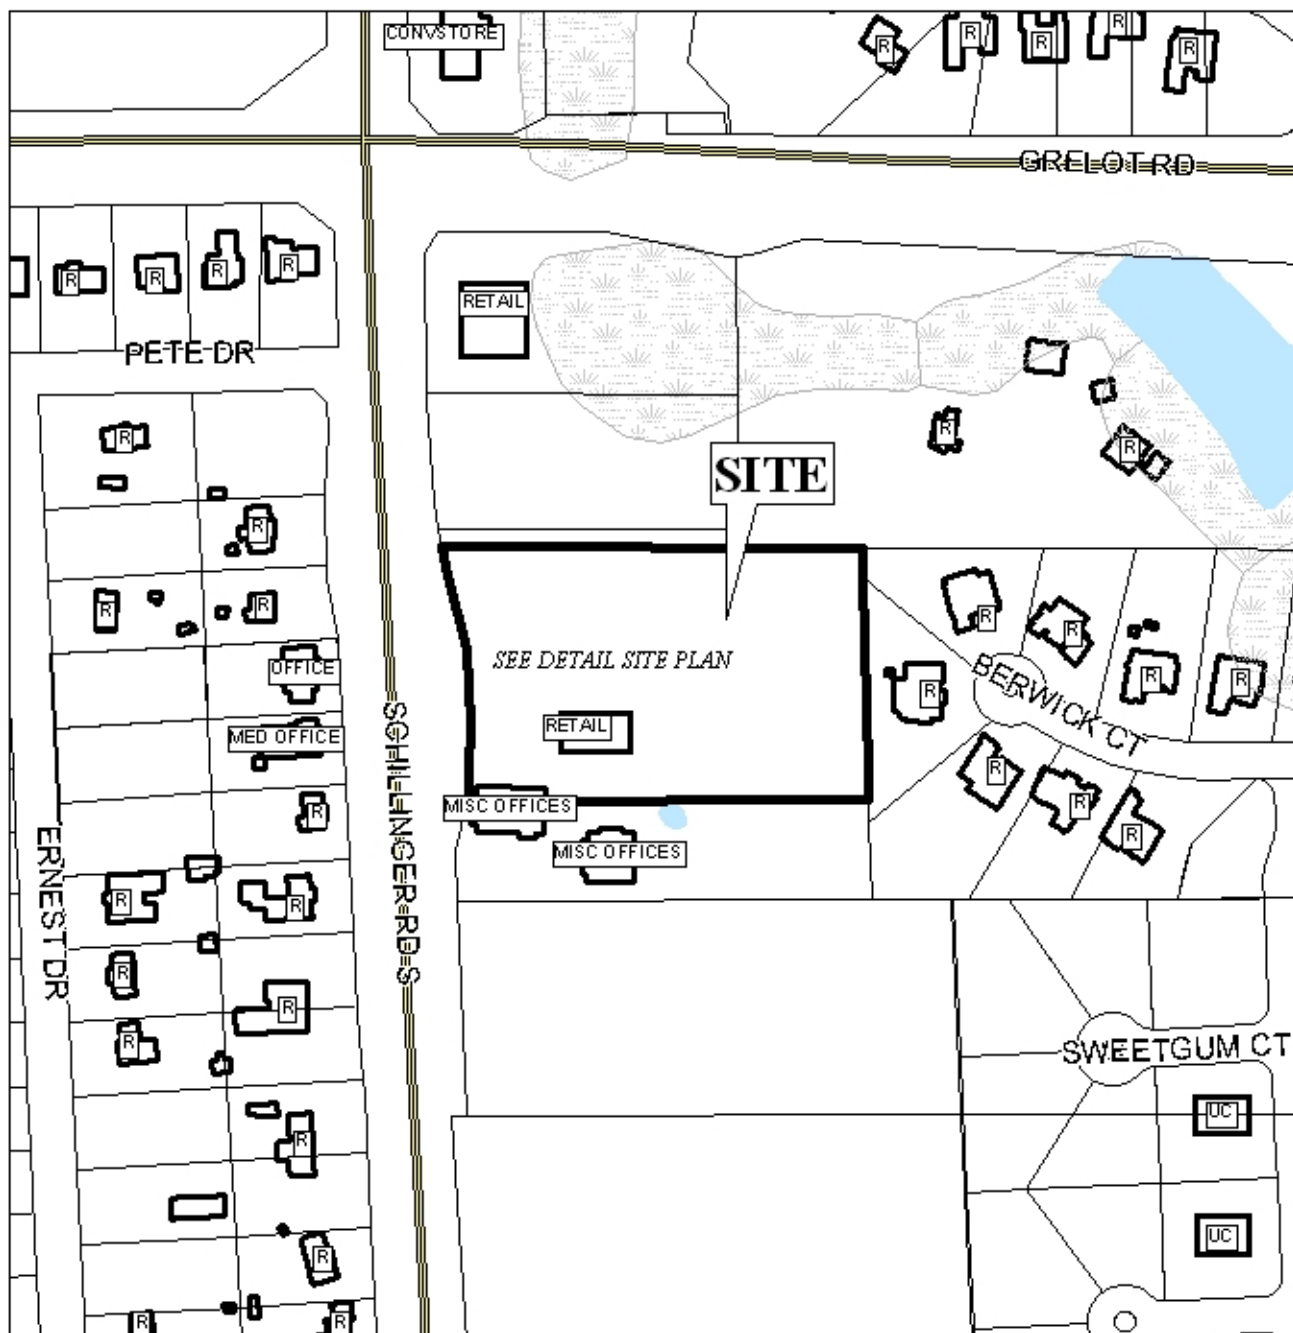 CONVSTORE
R
R
R
R
R
GRELOT RD
R
R
R
R
RETAIL
PETE DR
R
R
R
SITE
R
R
R
R
R
R
R
R
OFFICE
SEE DETAIL SITE PLAN
BERWICK CT
R
MED OFFICE
RETAIL
SCHILLINGER RD S
R
R
R
MISC OFFICES
R
MISC OFFICES
ERNEST DR
R
R
R
R
R
SWEETGUM CT
UC
R
UC
R
R
R